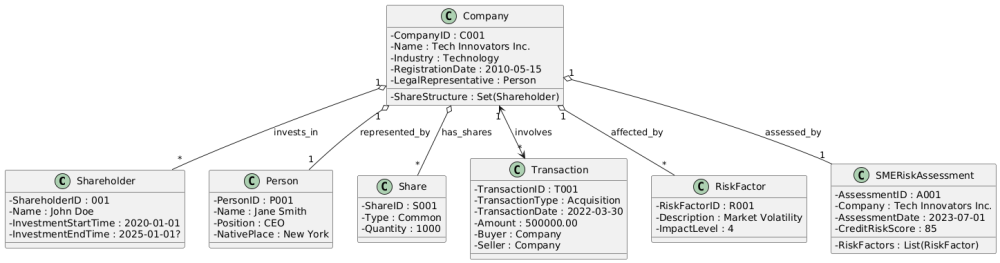 C Company
-CompanyID : C001
-Name : Tech Innovators Inc.
-Industry : Technology
-RegistrationDate : 2010-05-15
-LegalRepresentative : Person
-ShareStructure : Set(Shareholder)
1 1 1 1 1
invests_in represented_by has_shares involves affected_by assessed_by
* 1 * * * 1
C Shareholder
-ShareholderID : 001
-Name : John Doe
-InvestmentStartTime : 2020-01-01
-InvestmentEndTime : 2025-01-01?
C Person
-PersonID : P001
-Name : Jane Smith
-Position : CEO
-NativePlace : New York
C Share
-ShareID : S001
-Type : Common
-Quantity : 1000
C Transaction
-TransactionID : T001
-TransactionType : Acquisition
-TransactionDate : 2022-03-30
-Amount : 500000.00
-Buyer : Company
-Seller : Company
C RiskFactor
-RiskFactorID : R001
-Description : Market Volatility
-ImpactLevel : 4
C SMERiskAssessment
-AssessmentID : A001
-Company : Tech Innovators Inc.
-AssessmentDate : 2023-07-01
-CreditRiskScore : 85
-RiskFactors : List(RiskFactor)